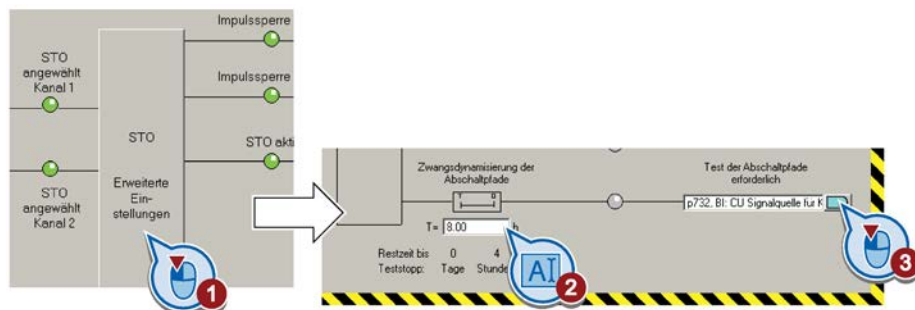 Impulssperre
STO
angewählt
Kanal 1
Impulssperre
STO
STO akti
STO
angewählt
Kanal 2
Erweiterte
Ein-
stellungen
1
Zwangsdynamisierung der
Abschaltpfade
T D
T= 8.00 h
Restzeit bis 0 4
Teststopp: Tage Stunde
AI
2
Test der Abschaltpfade
erforderlich
p732. BI: CU Signalquelle für K
3